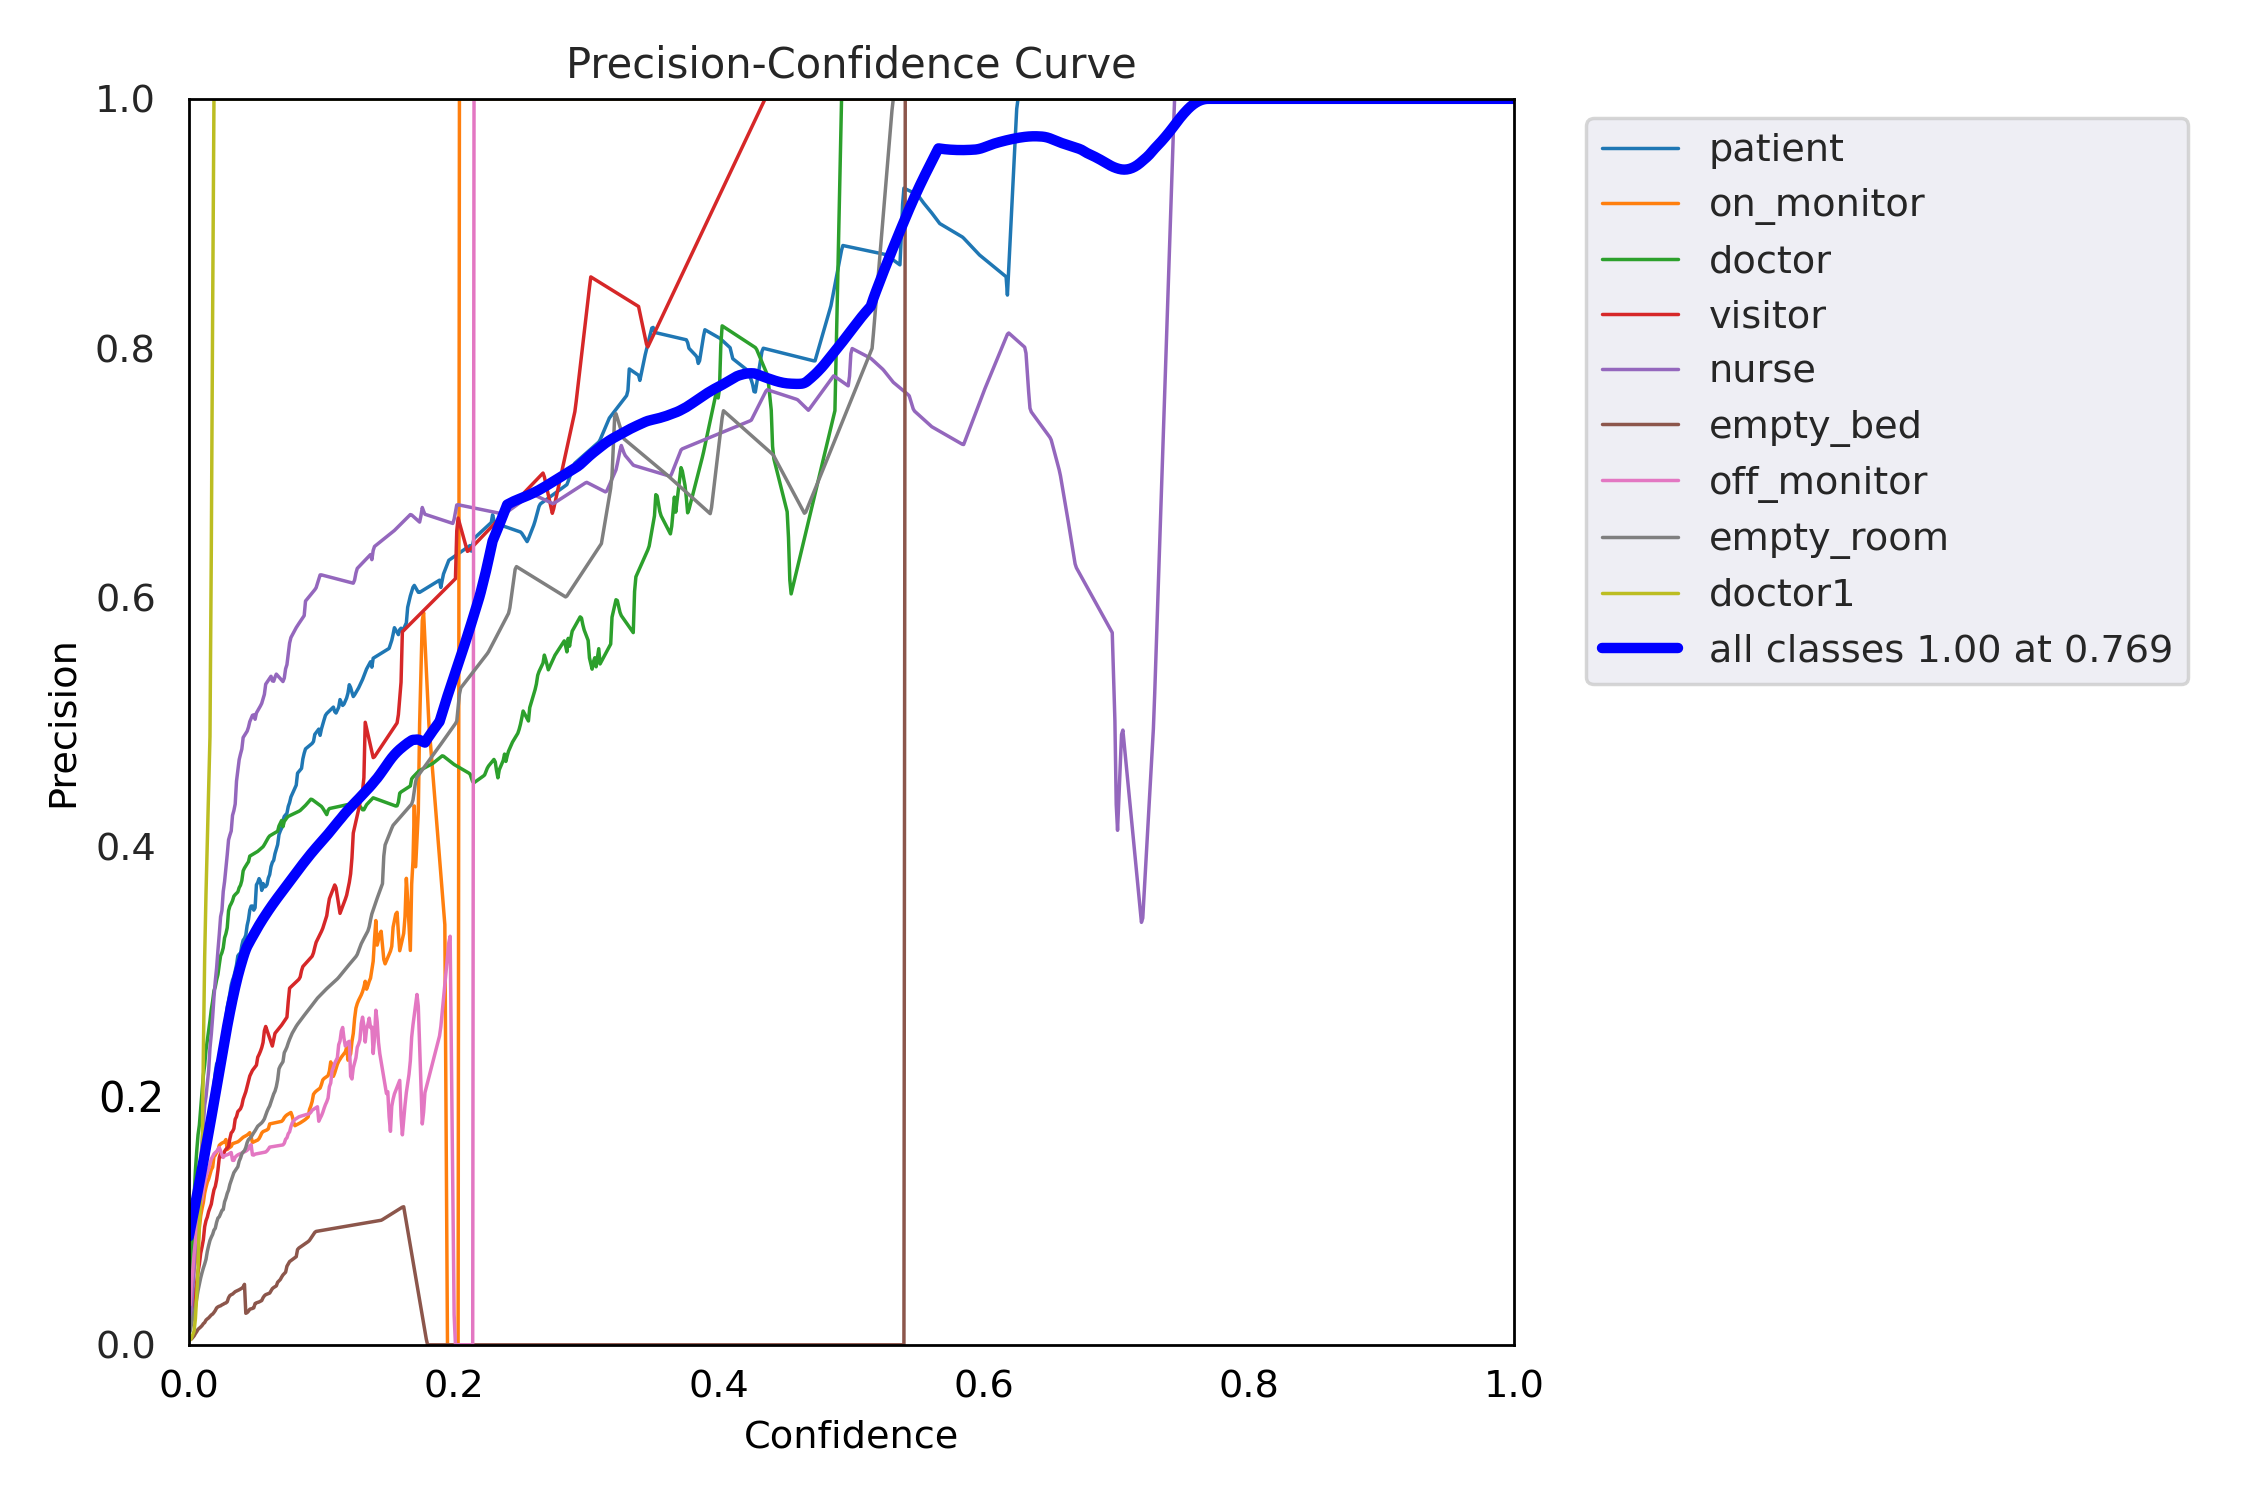 Precision-Confidence Curve
1.0
0.8
0.6
0.4
0.2
0.0
Precision
0.0 0.2 0.4 0.6 0.8 1.0
Confidence
patient
on_monitor
doctor
visitor
nurse
empty_bed
off_monitor
empty_room
doctor1
all classes 1.00 at 0.769